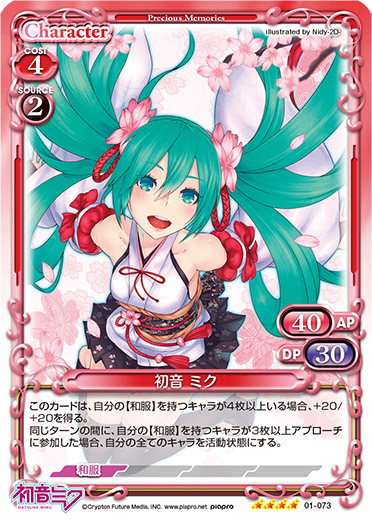 Precious Memories
Character
illustrated by Nidy-2D-
COST
4
SOURCE
2
40 AP
DP 30
初音 ミク
このカードは、自分の【和服】を持つキャラが4枚以上いる場合、+20/
+20を得る。
同じターンの間に、自分の【和服】を持つキャラが3枚以上アプローチ
に参加した場合、自分の全てのキャラを活動状態にする。
和服
初音ミク
HATSUNE MIKU
©Crypton Future Media, INC. www.piapro.net piapro
★★★★ 01-073